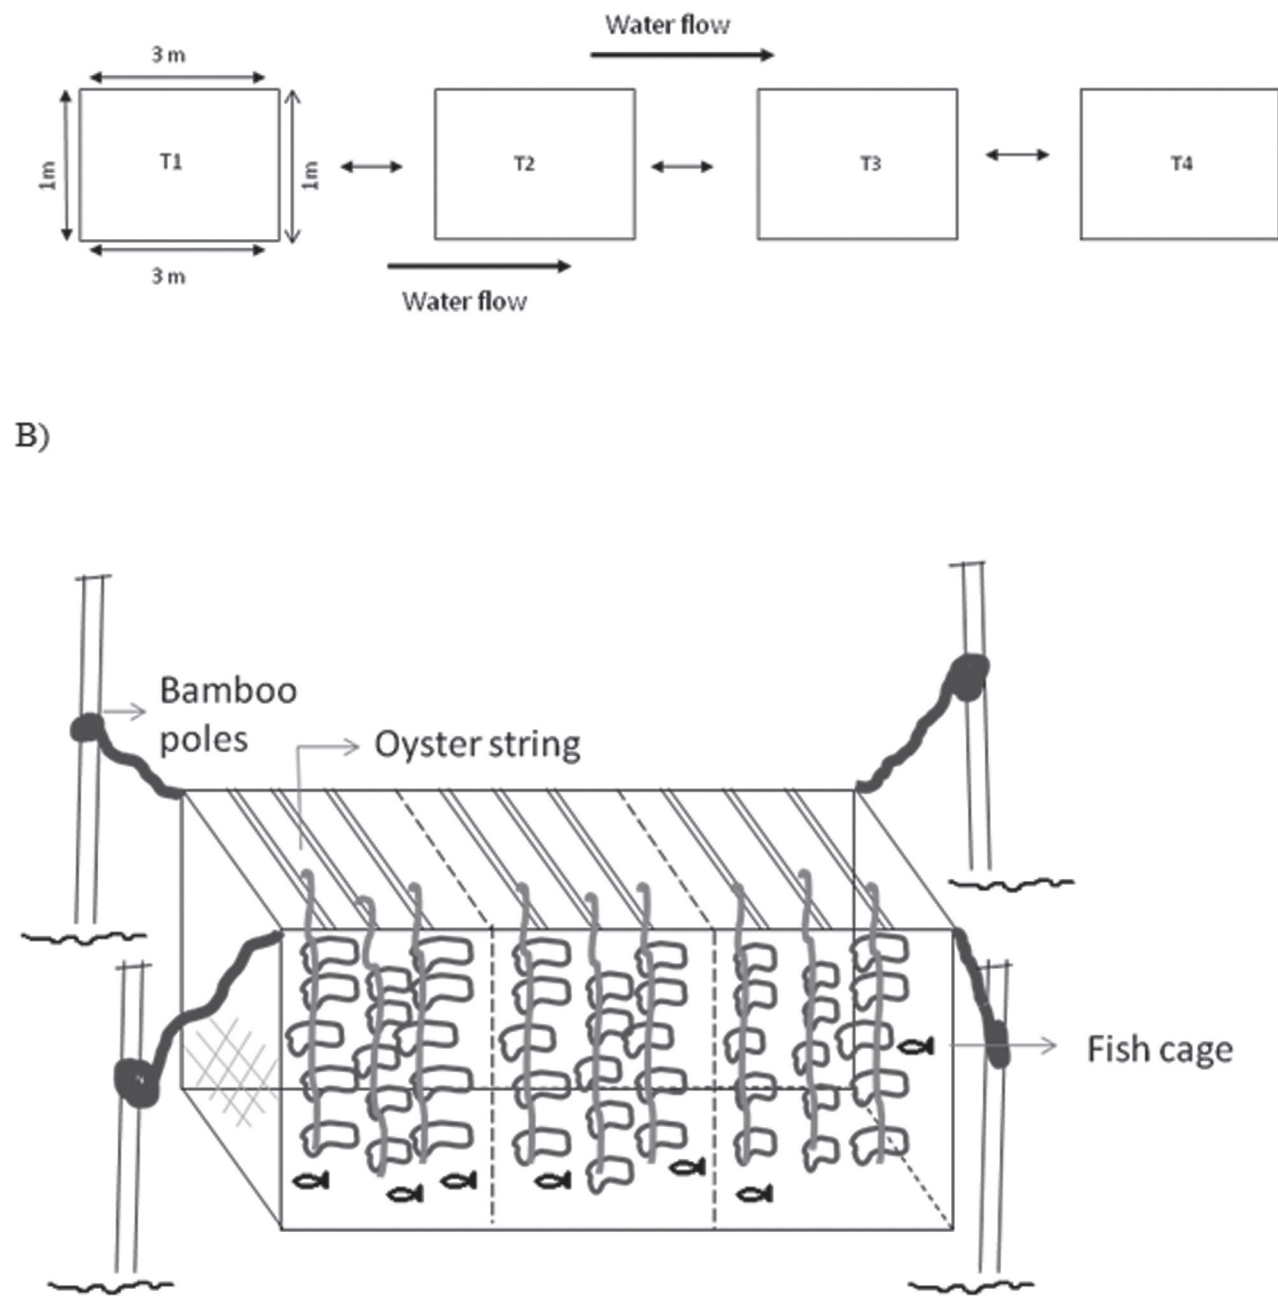 Water flow
3 m
1m
T1
1m
T2
T3
T4
3 m
Water flow
B)
Bamboo
poles
Oyster string
Fish cage